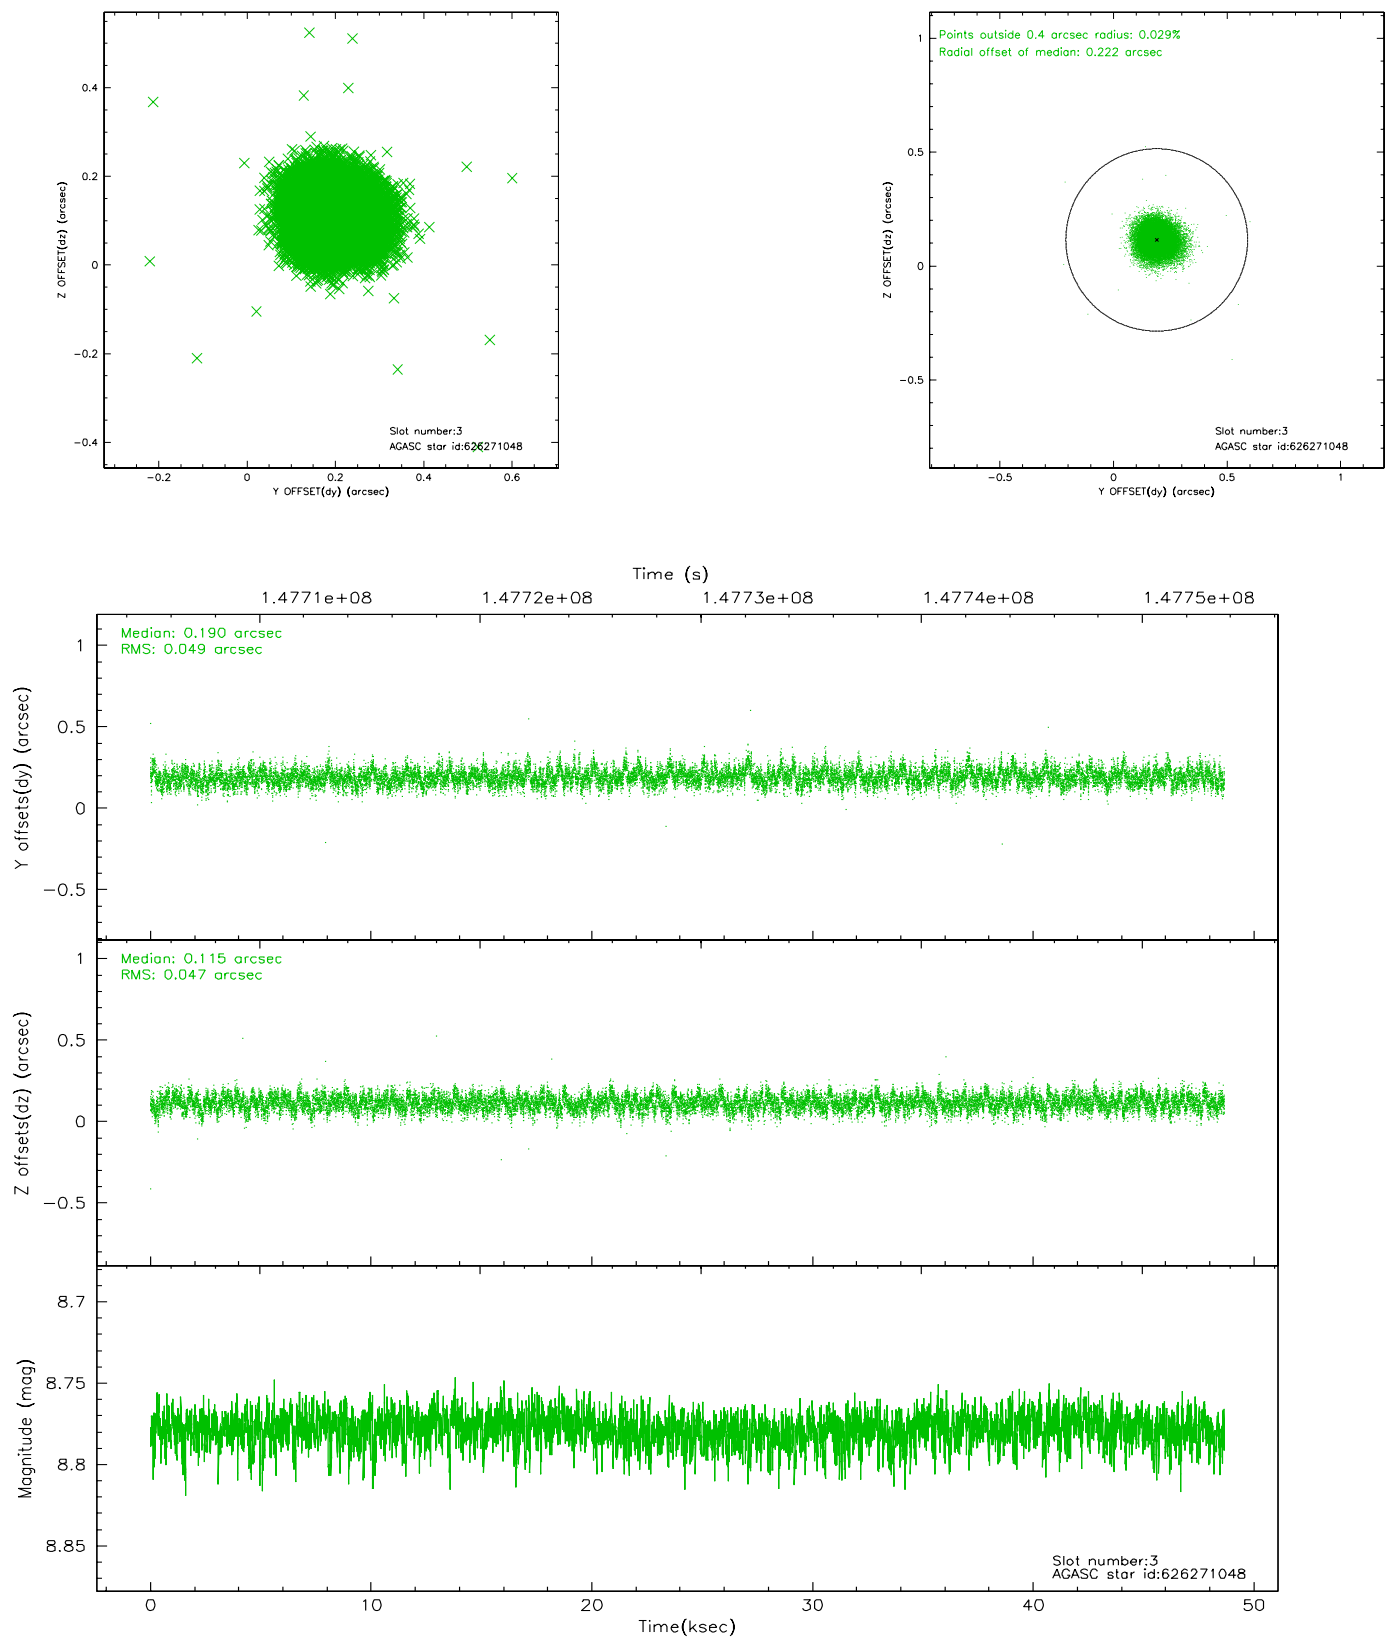 0.4
0.2
0
−0.2
−0.4
Z OFFSET(dz) (arcsec)
−0.2
0
0.2
0.4
0.6
Y OFFSET(dy) (arcsec)
Slot number:3
AGASC star id:626271048
Points outside 0.4 arcsec radius: 0.029%
Radial offset of median: 0.222 arcsec
1
0.5
0
−0.5
Z OFFSET(dz) (arcsec)
−0.5
0
0.5
1
Y OFFSET(dy) (arcsec)
Slot number:3
AGASC star id:626271048
Time (s)
1.4771e+08
1.4772e+08
1.4773e+08
1.4774e+08
1.4775e+08
Median: 0.190 arcsec
RMS: 0.049 arcsec
1
0.5
0
−0.5
Y offsets(dy) (arcsec)
Median: 0.115 arcsec
RMS: 0.047 arcsec
1
0.5
0
−0.5
Z offsets(dz) (arcsec)
8.7
8.75
8.8
8.85
Magnitude (mag)
Slot number:3
AGASC star id:626271048
0
10
20
30
40
50
Time(ksec)